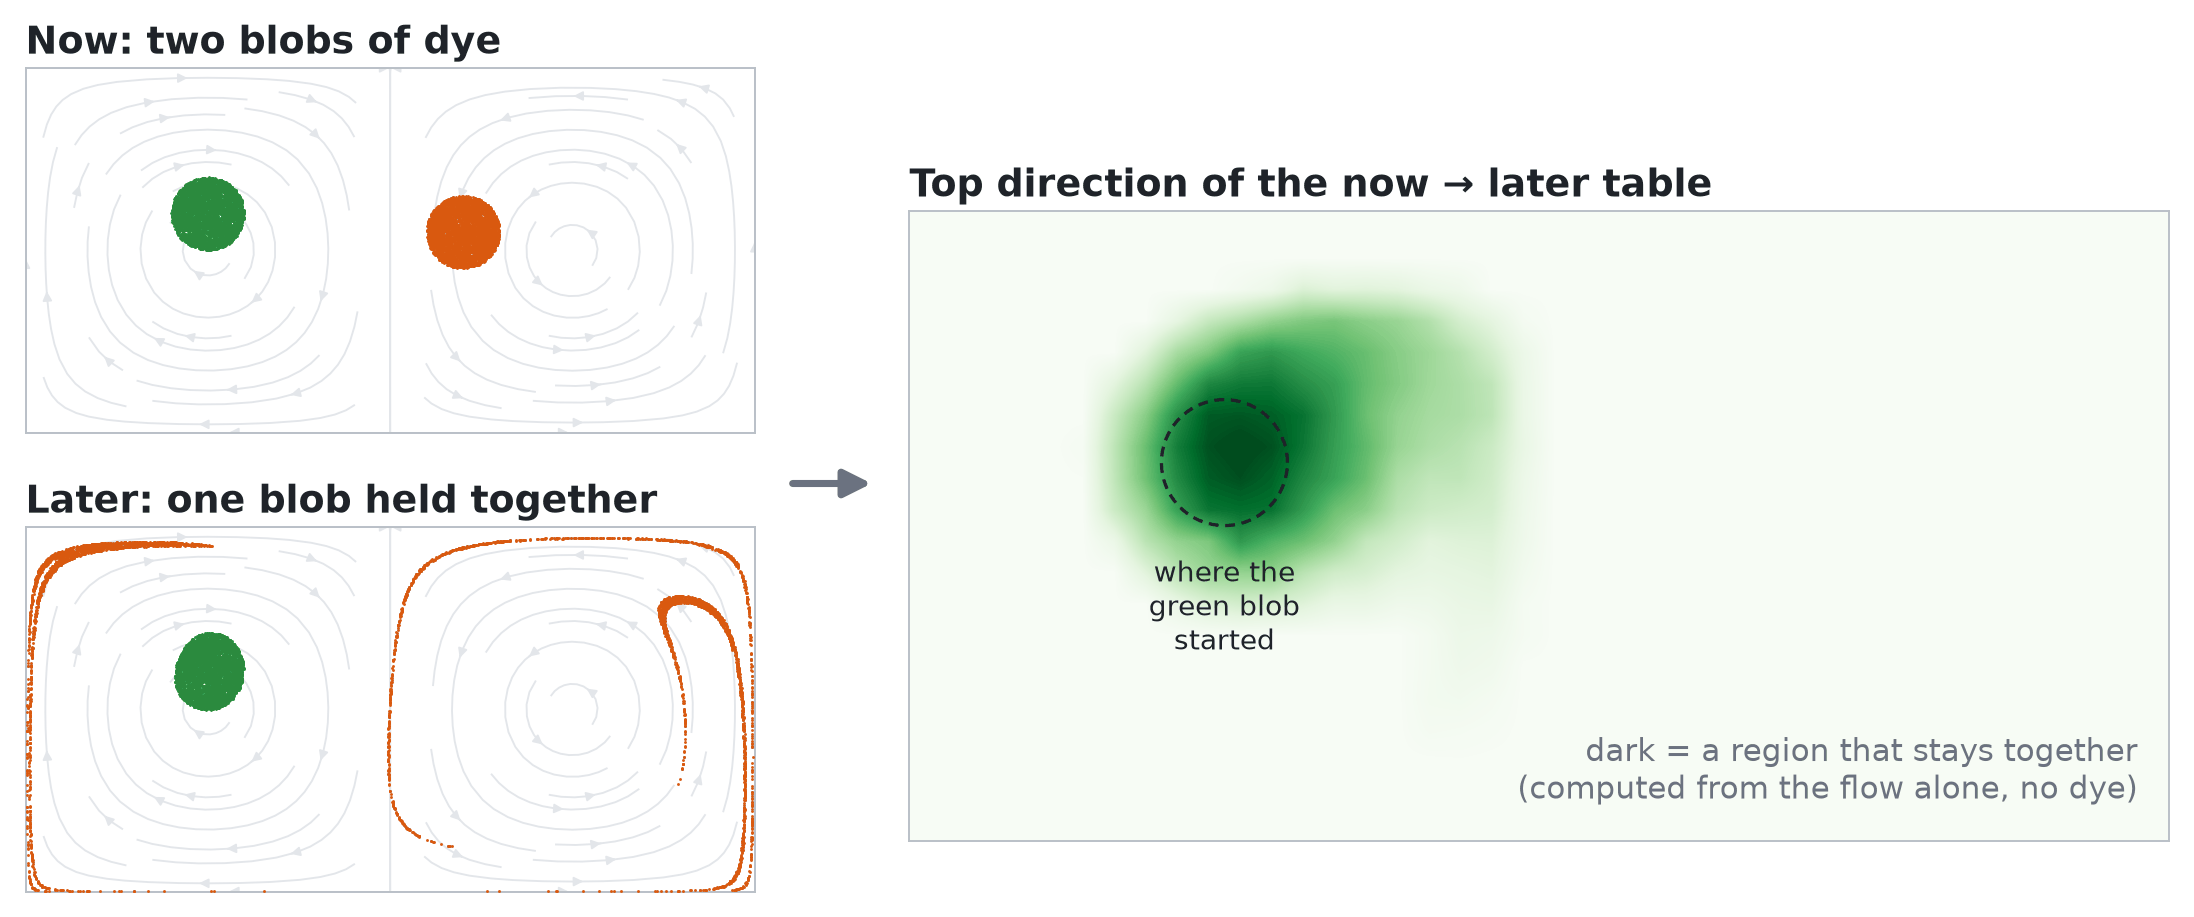 Now: two blobs of dye
Later: one blob held together
Top direction of the now → later table
where the
green blob
started
dark = a region that stays together
(computed from the flow alone, no dye)